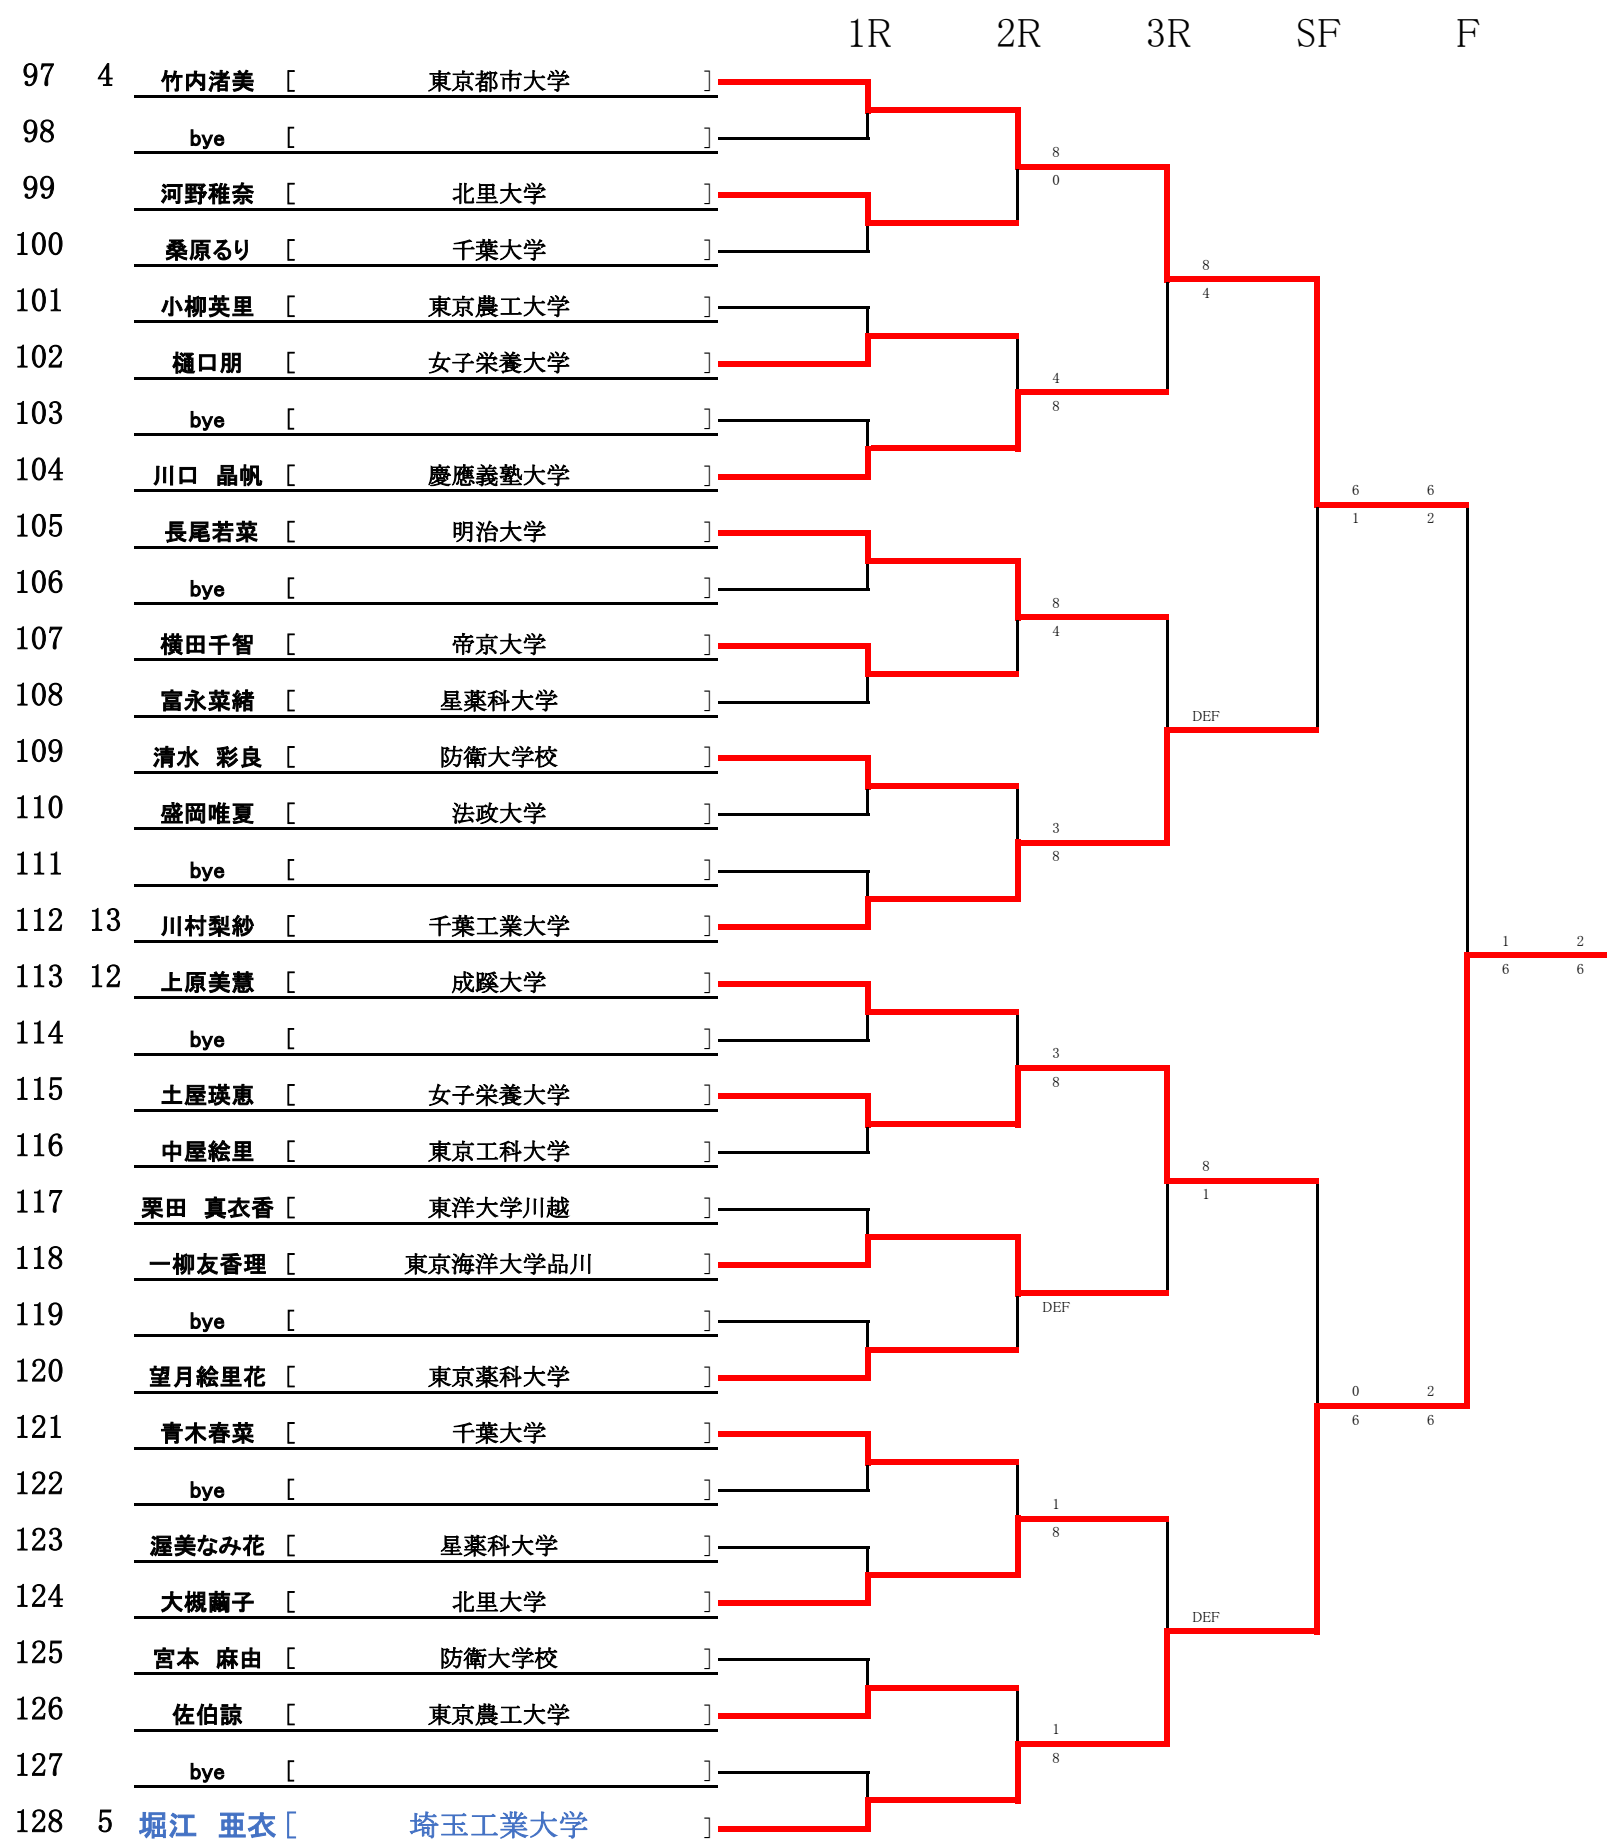 1R 2R 3R SF F
97 4 竹内渚美 [ 東京都市大学 ]
98 bye [ ]
8
0
99 河野稚奈 [ 北里大学 ]
100 桑原るり [ 千葉大学 ]
8
4
101 小柳英里 [ 東京農工大学 ]
102 樋口朋 [ 女子栄養大学 ]
4
8
103 bye [ ]
104 川口 晶帆 [ 慶應義塾大学 ]
6 6
1 2
105 長尾若菜 [ 明治大学 ]
106 bye [ ]
8
4
107 横田千智 [ 帝京大学 ]
108 富永菜緒 [ 星薬科大学 ]
DEF
109 清水 彩良 [ 防衛大学校 ]
110 盛岡唯夏 [ 法政大学 ]
3
8
111 bye [ ]
112 13 川村梨紗 [ 千葉工業大学 ]
1 2
6 6
113 12 上原美慧 [ 成蹊大学 ]
114 bye [ ]
3
8
115 土屋瑛恵 [ 女子栄養大学 ]
116 中屋絵里 [ 東京工科大学 ]
8
1
117 栗田 真衣香 [ 東洋大学川越 ]
118 一柳友香理 [ 東京海洋大学品川 ]
DEF
119 bye [ ]
120 望月絵里花 [ 東京薬科大学 ]
0 2
6 6
121 青木春菜 [ 千葉大学 ]
122 bye [ ]
1
8
123 渥美なみ花 [ 星薬科大学 ]
124 大槻繭子 [ 北里大学 ]
DEF
125 宮本 麻由 [ 防衛大学校 ]
126 佐伯諒 [ 東京農工大学 ]
1
8
127 bye [ ]
128 5 堀江 亜衣 [ 埼玉工業大学 ]